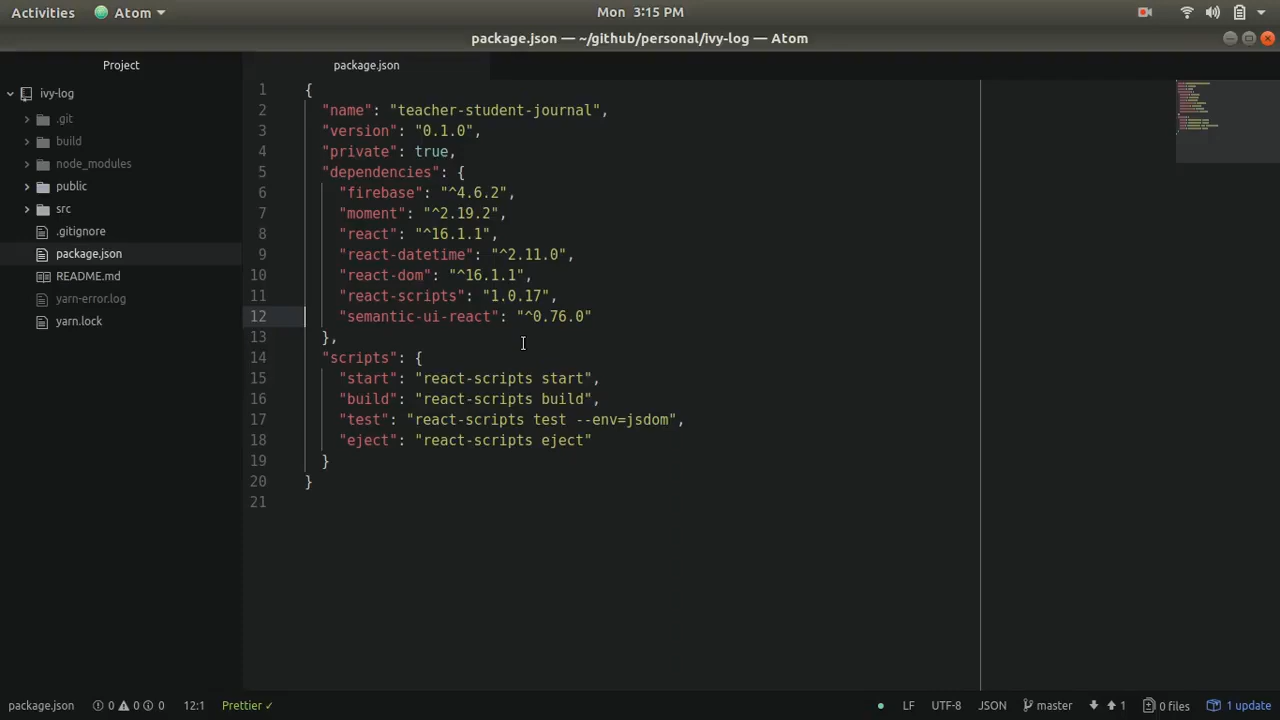 Activities Atom Mon 3:15 PM
package.json — ~/github/personal/ivy-log — Atom
Project
package.json
ivy-log
.git
build
node_modules
public
src
.gitignore
package.json
README.md
yarn-error.log
yarn.lock
1 {
2 "name": "teacher-student-journal",
3 "version": "0.1.0",
4 "private": true,
5 "dependencies": {
6 "firebase": "^4.6.2",
7 "moment": "^2.19.2",
8 "react": "^16.1.1",
9 "react-datetime": "^2.11.0",
10 "react-dom": "^16.1.1",
11 "react-scripts": "1.0.17",
12 "semantic-ui-react": "^0.76.0"
13 },
14 "scripts": {
15 "start": "react-scripts start",
16 "build": "react-scripts build",
17 "test": "react-scripts test --env=jsdom",
18 "eject": "react-scripts eject"
19 }
20 }
21
package.json 0 0 0 12:1 Prettier ✓ LF UTF-8 JSON master 1 0 files 1 update